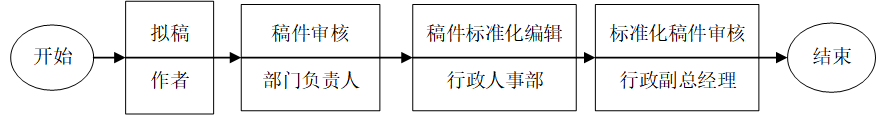 开始
拟稿
作者
稿件审核
部门负责人
稿件标准化编辑
行政人事部
标准化稿件审核
行政副总经理
结束